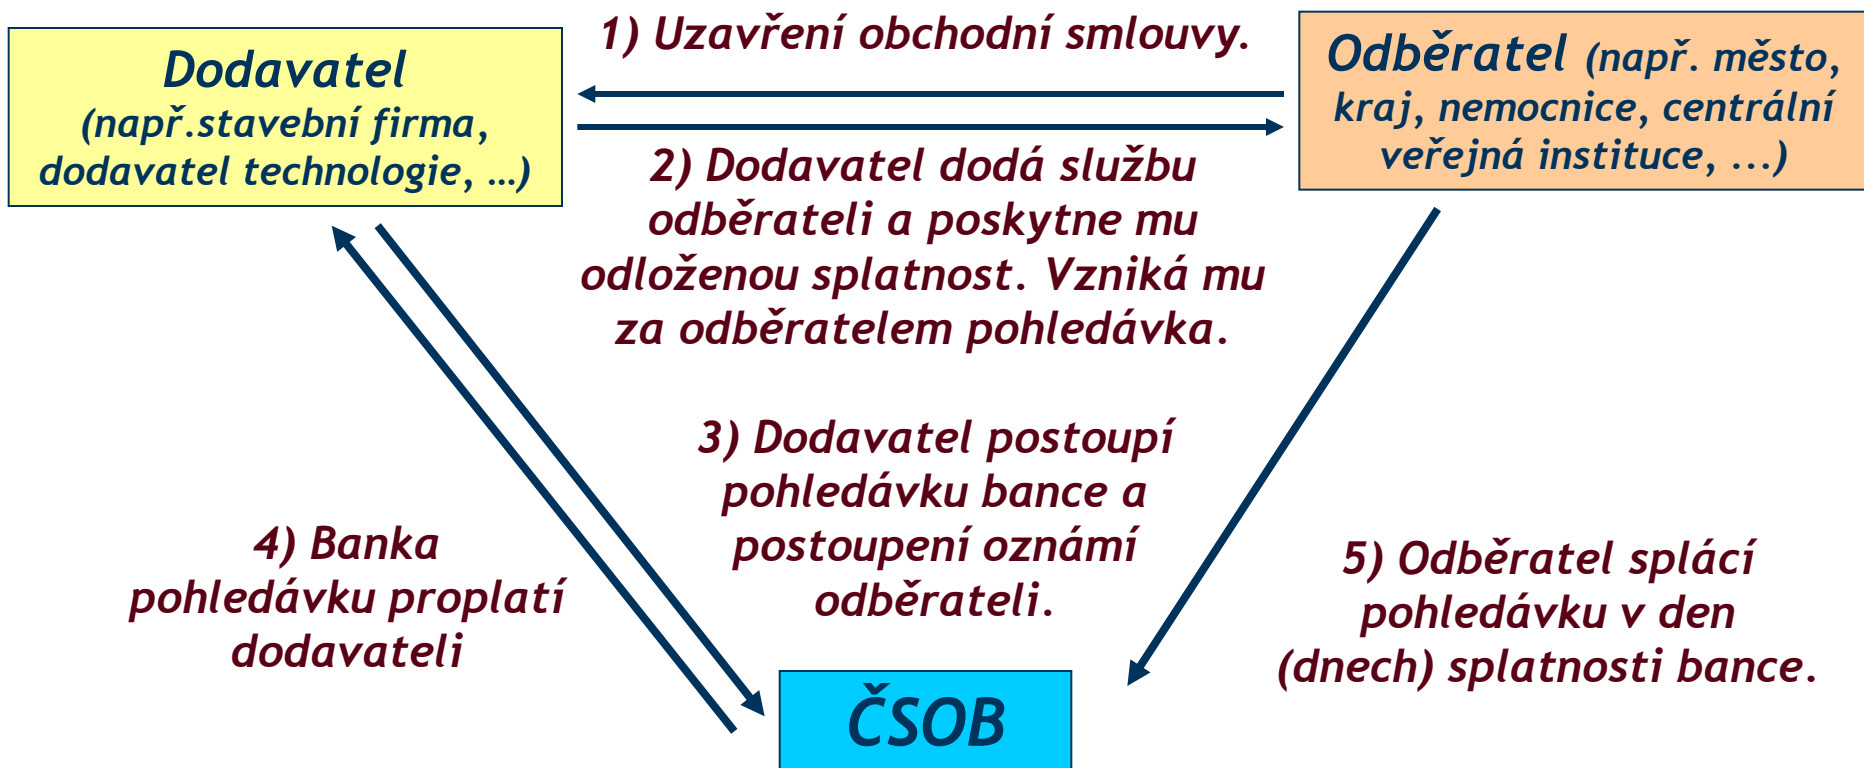 1) Uzavření obchodní smlouvy.
Dodavatel
(např.stavební firma,
dodavatel technologie, …)
Odběratel (např. město,
kraj, nemocnice, centrální
veřejná instituce, ...)
2) Dodavatel dodá službu
odběrateli a poskytne mu
odloženou splatnost. Vzniká mu
za odběratelem pohledávka.
3) Dodavatel postoupí
pohledávku bance a
postoupení oznámí
odběrateli.
4) Banka
pohledávku proplatí
dodavateli
5) Odběratel splácí
pohledávku v den
(dnech) splatnosti bance.
ČSOB